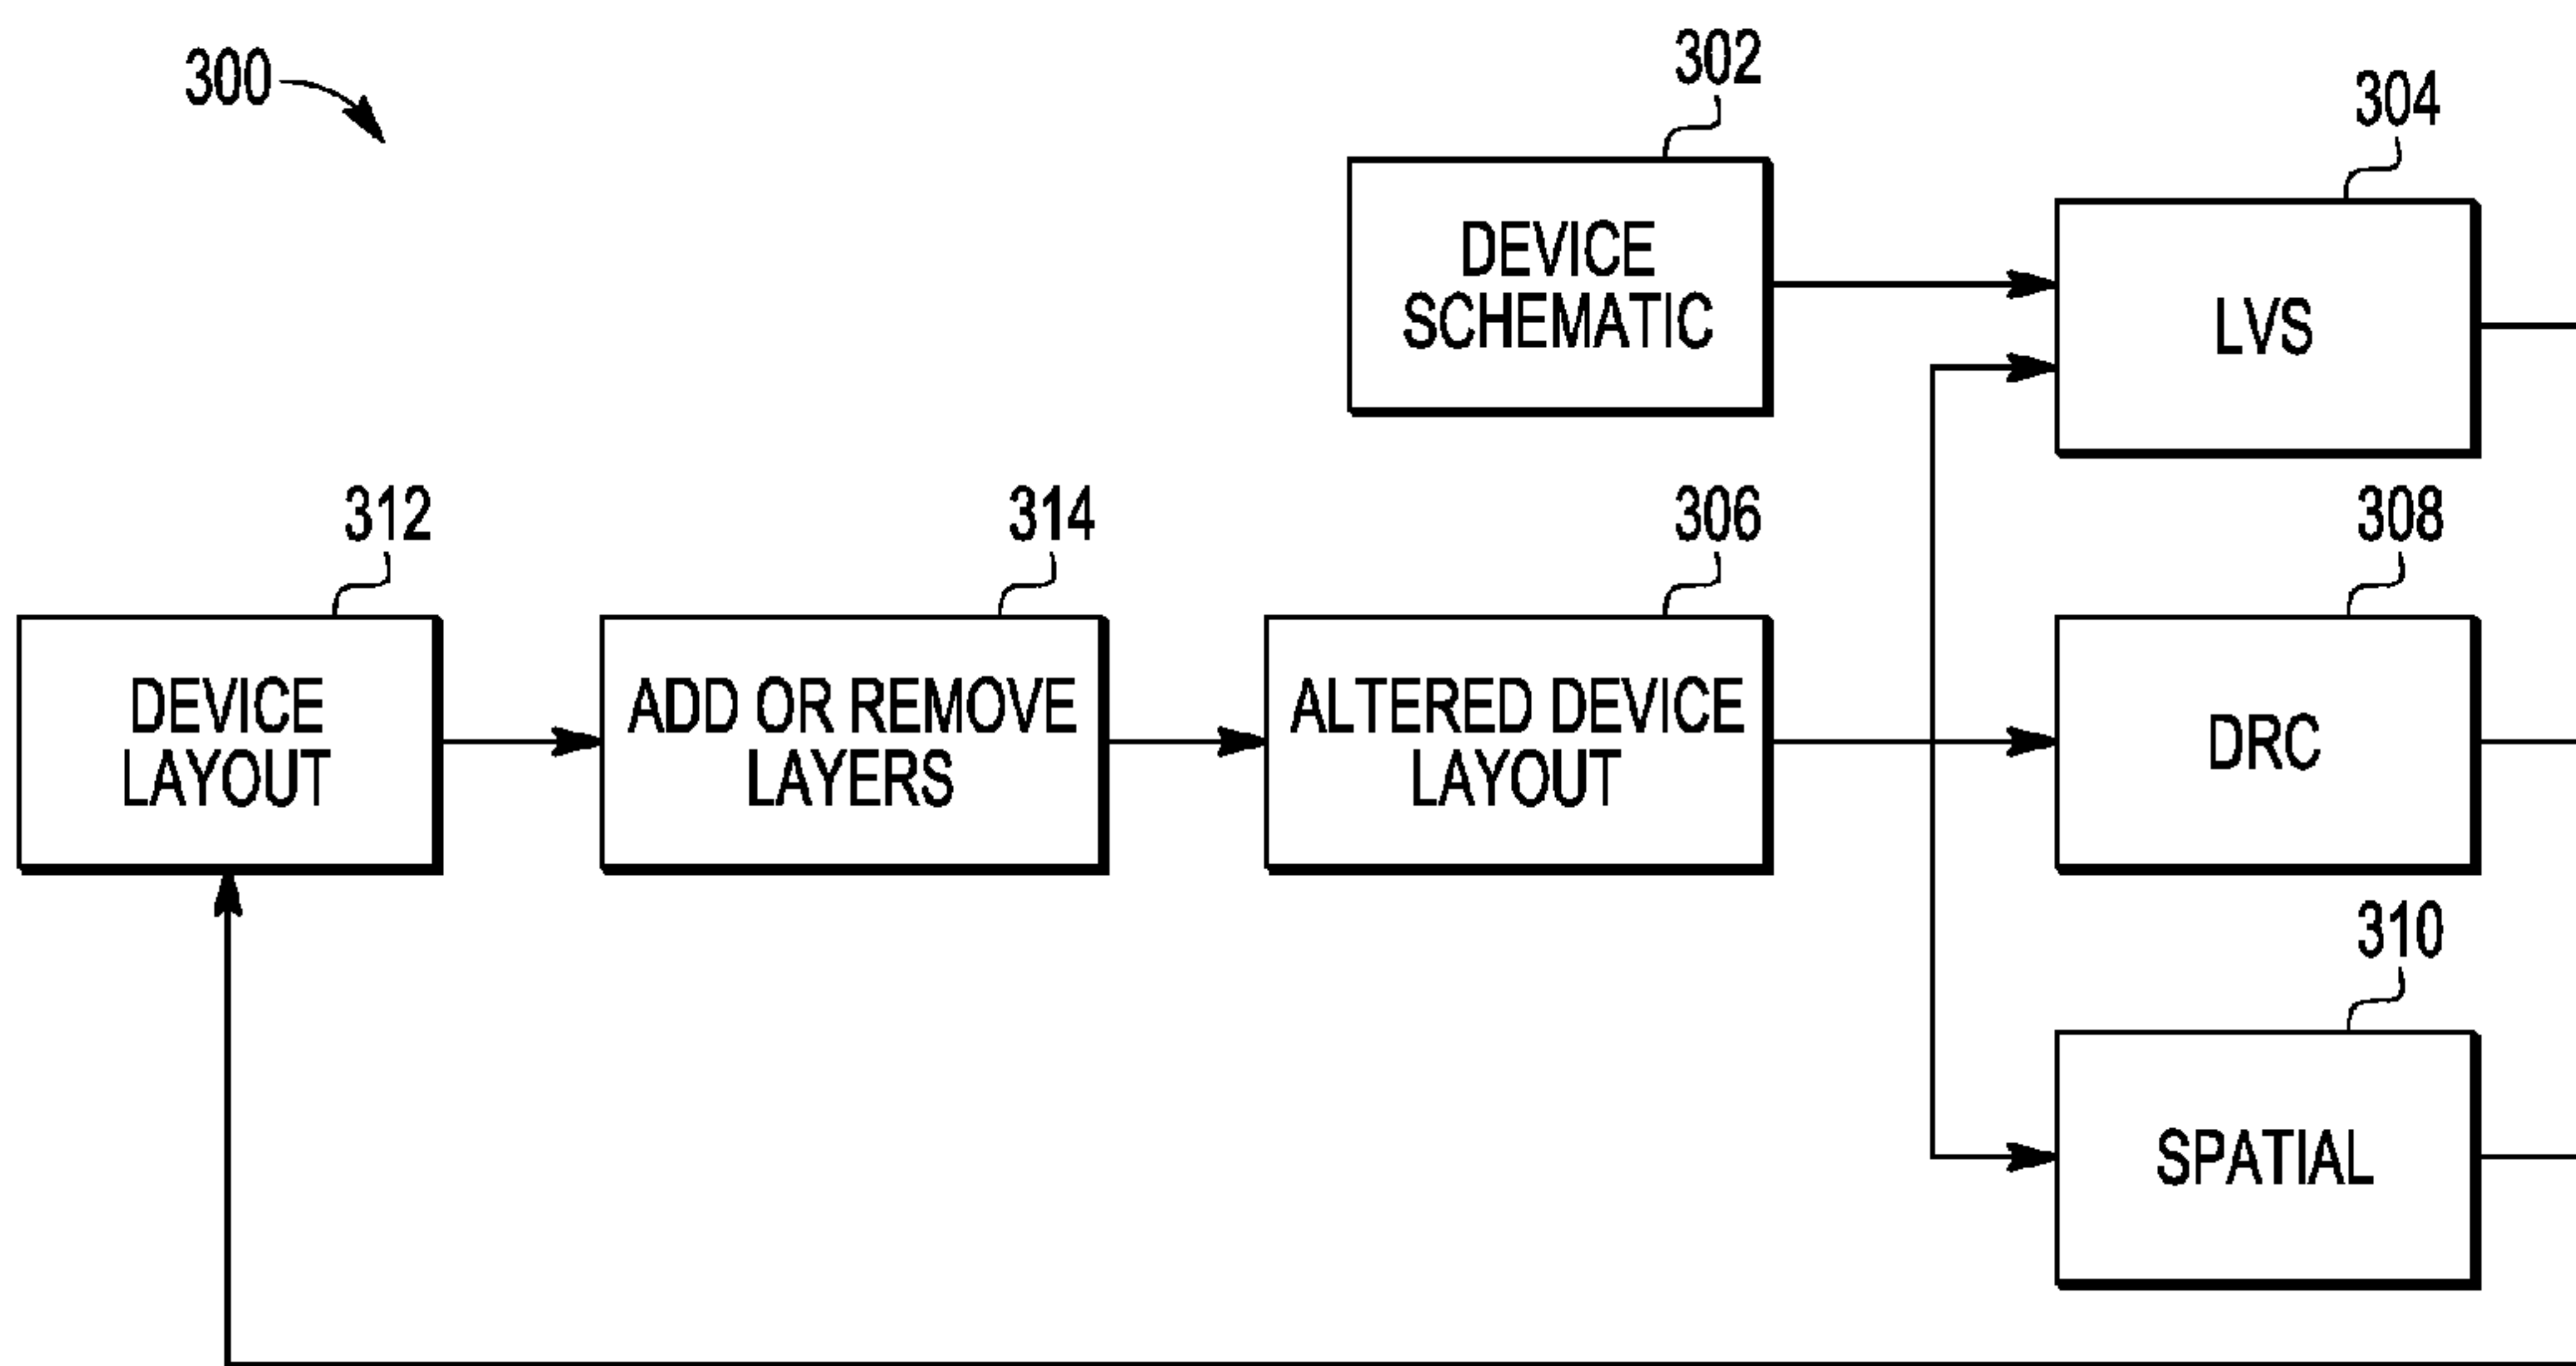 300
302
304
DEVICE
SCHEMATIC
LVS
312
314
306
308
DEVICE
LAYOUT
ADD OR REMOVE
LAYERS
ALTERED DEVICE
LAYOUT
DRC
310
SPATIAL